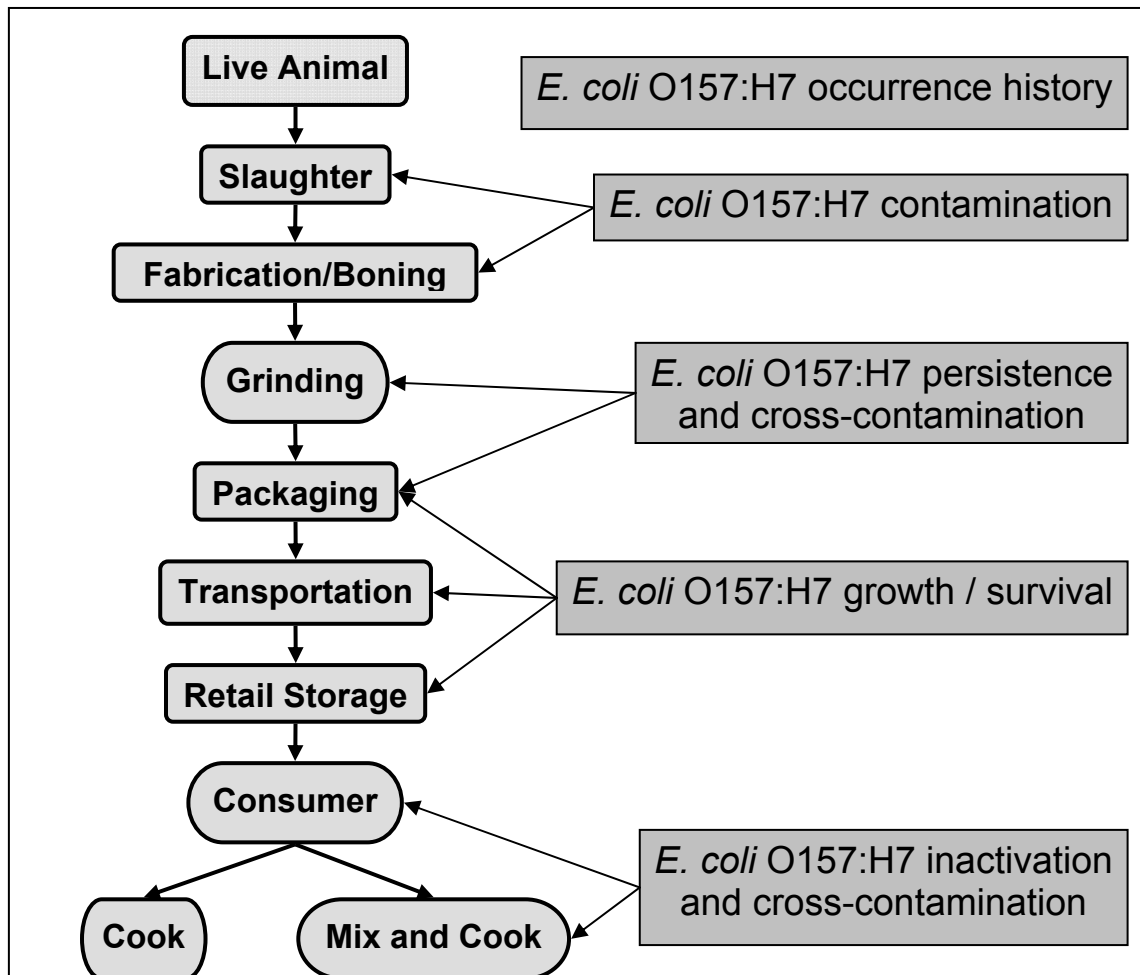 Live Animal
E. coli O157:H7 occurrence history
Slaughter
E. coli O157:H7 contamination
Fabrication/Boning
Grinding
E. coli O157:H7 persistence
and cross-contamination
Packaging
Transportation
E. coli O157:H7 growth / survival
Retail Storage
Consumer
E. coli O157:H7 inactivation
and cross-contamination
Cook
Mix and Cook